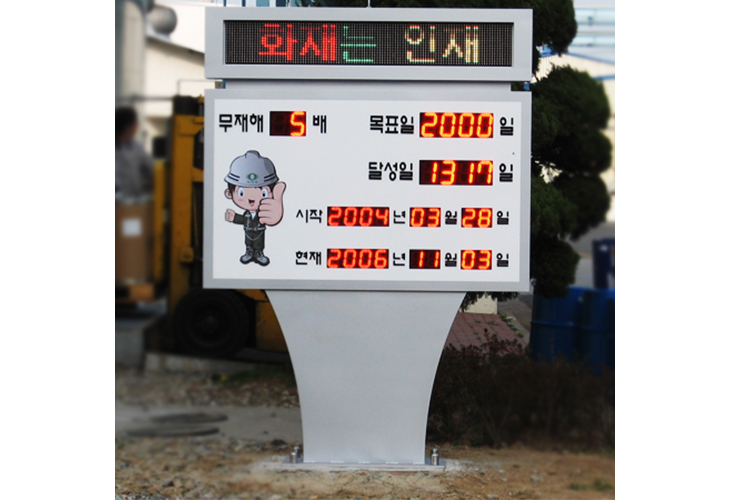 화재는 인재
무재해 5 배 목표일 2000 일
달성일 1317 일
시작 2004 년 03 월 28 일
현재 2006 년 11 월 03 일